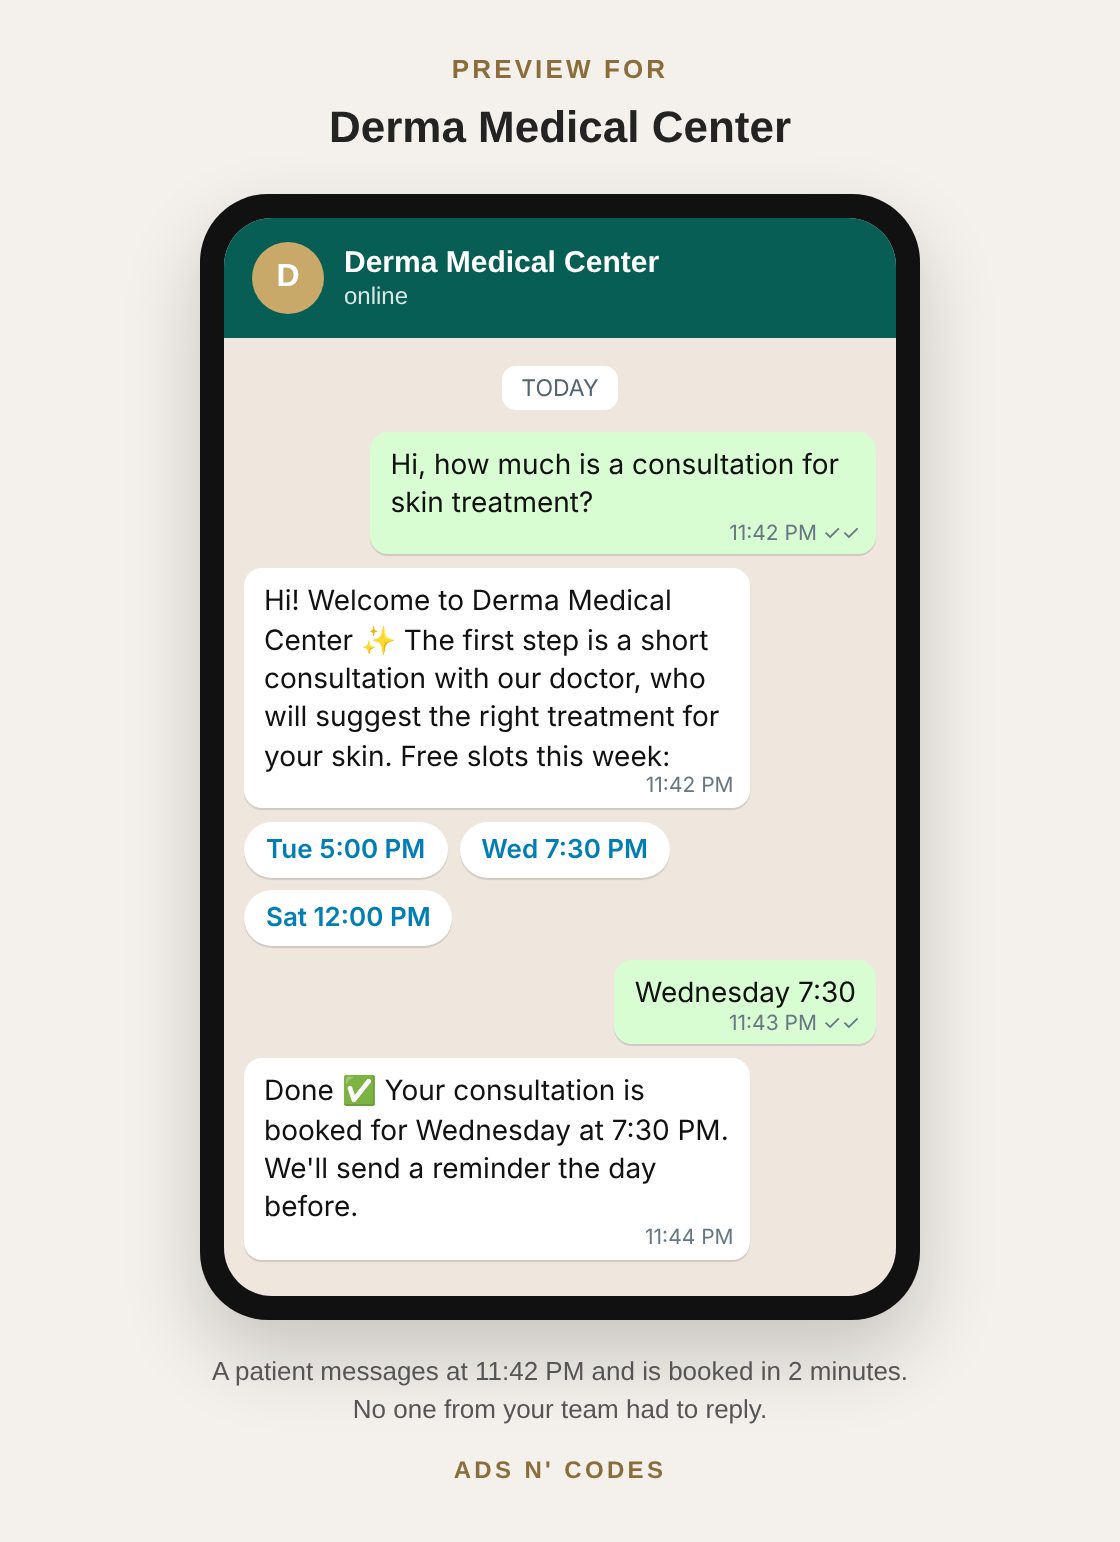 PREVIEW FOR
Derma Medical Center
D
Derma Medical Center
online
TODAY
Hi, how much is a consultation for
skin treatment?
11:42 PM ✓✓
Hi! Welcome to Derma Medical
Center ✨ The first step is a short
consultation with our doctor, who
will suggest the right treatment for
your skin. Free slots this week:
11:42 PM
Tue 5:00 PM
Wed 7:30 PM
Sat 12:00 PM
Wednesday 7:30
11:43 PM ✓✓
Done ✅ Your consultation is
booked for Wednesday at 7:30 PM.
We'll send a reminder the day
before.
11:44 PM
A patient messages at 11:42 PM and is booked in 2 minutes.
No one from your team had to reply.
ADS N' CODES